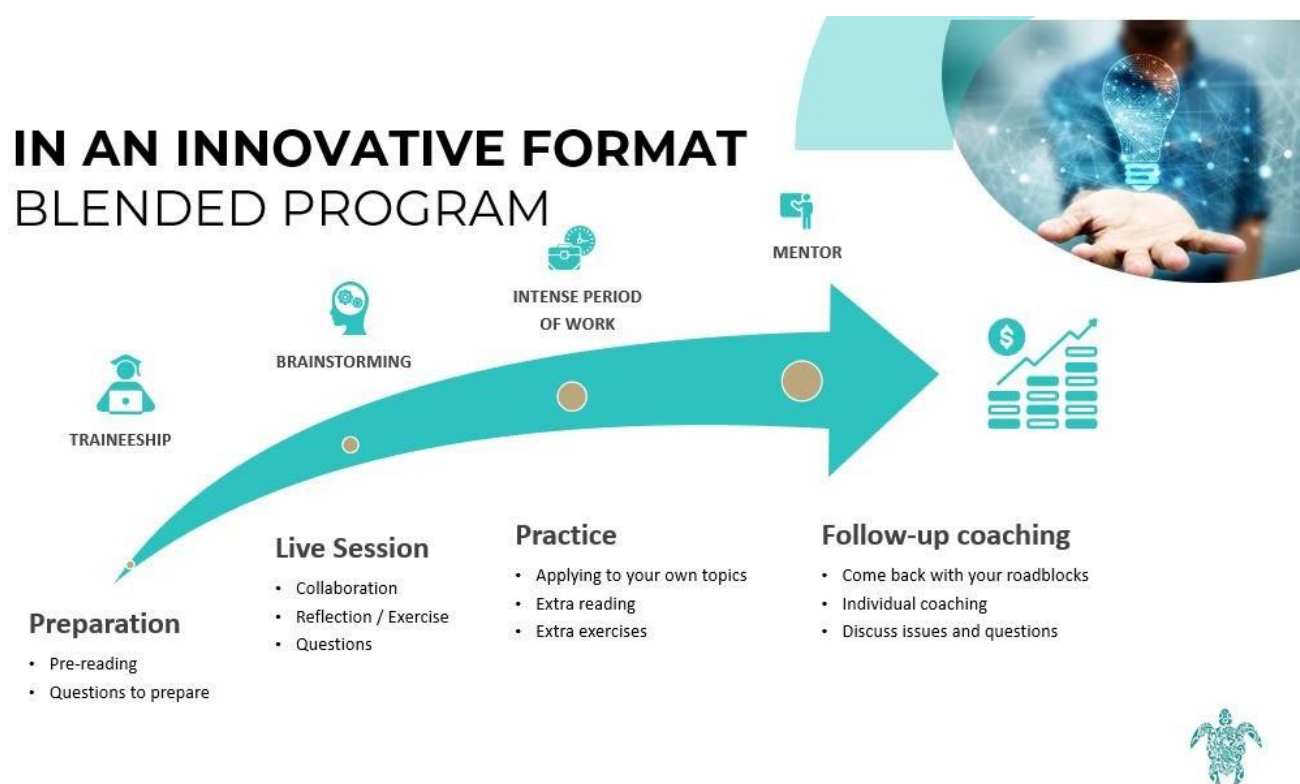 IN AN INNOVATIVE FORMAT
BLENDED PROGRAM
TRAINEESHIP
BRAINSTORMING
INTENSE PERIOD
OF WORK
MENTOR
$
Preparation
• Pre-reading
• Questions to prepare
Live Session
• Collaboration
• Reflection / Exercise
• Questions
Practice
• Applying to your own topics
• Extra reading
• Extra exercises
Follow-up coaching
• Come back with your roadblocks
• Individual coaching
• Discuss issues and questions